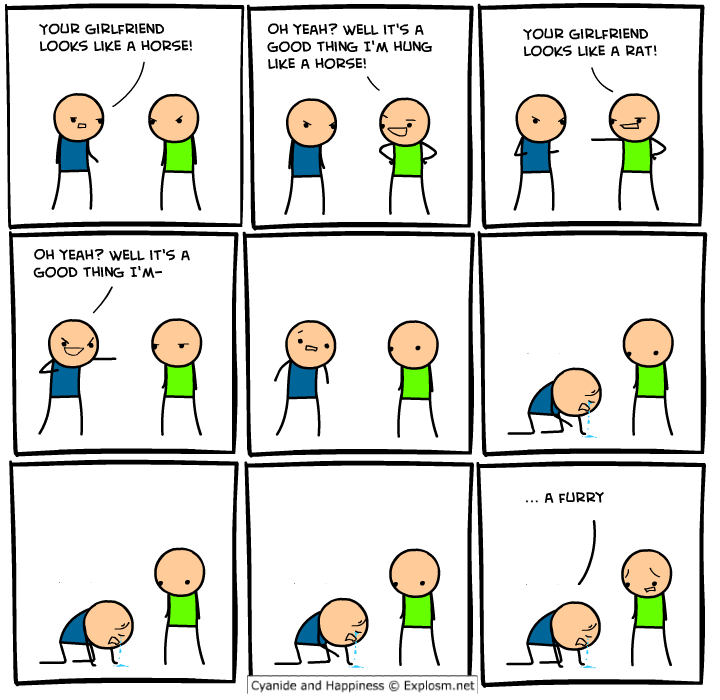 YOUR GIRLFRIEND
LOOKS LIKE A HORSE!
OH YEAH? WELL IT'S A
GOOD THING I'M HUNG
LIKE A HORSE!
YOUR GIRLFRIEND
LOOKS LIKE A RAT!
OH YEAH? WELL IT'S A
GOOD THING I'M-
... A FURRY
Cyanide and Happiness © Explosm.net